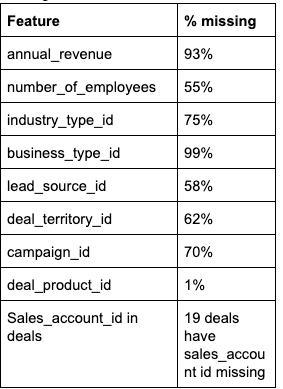 Feature % missing
annual_revenue 93%
number_of_employees 55%
industry_type_id 75%
business_type_id 99%
lead_source_id 58%
deal_territory_id 62%
campaign_id 70%
deal_product_id 1%
Sales_account_id in 19 deals
deals have
sales_accou
nt id missing